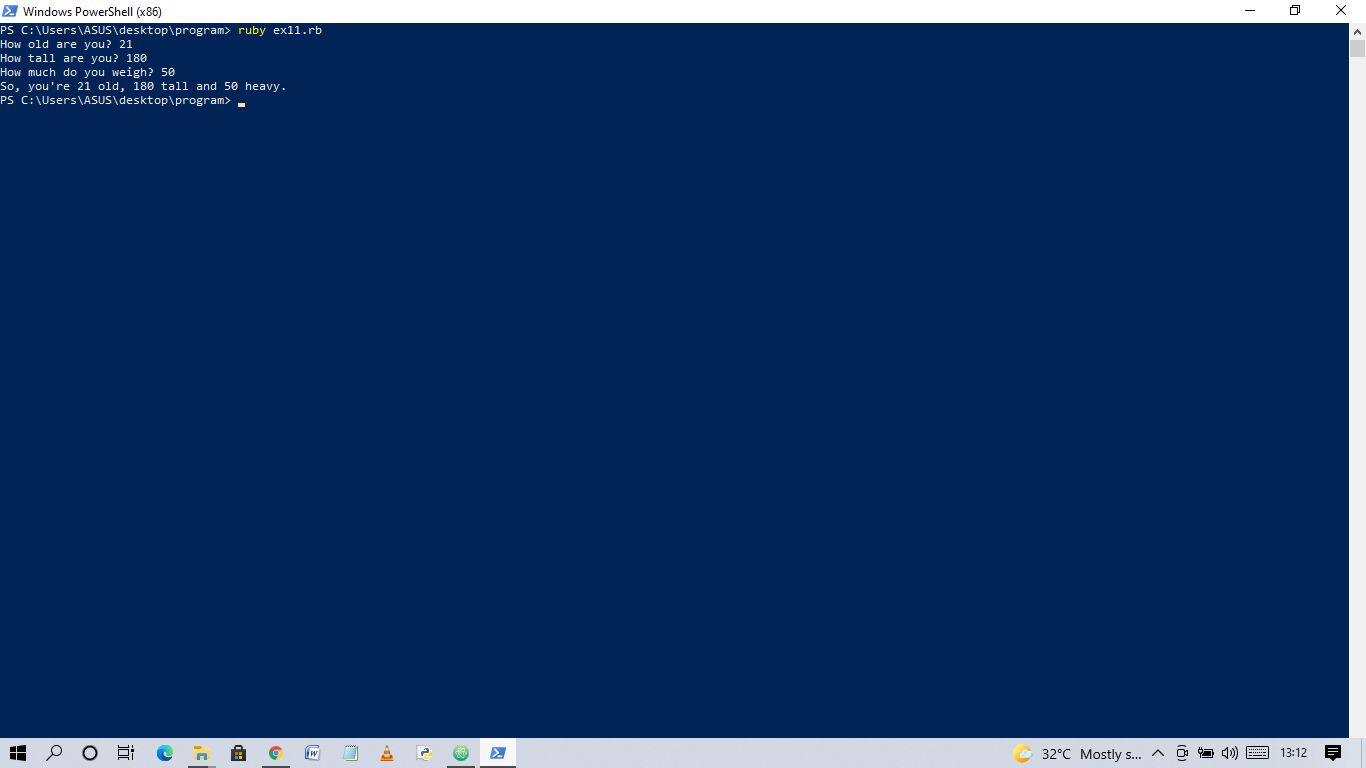 Windows PowerShell (x86)
PS C:\Users\ASUS\desktop\program> ruby ex11.rb
How old are you? 21
How tall are you? 180
How much do you weigh? 50
So, you're 21 old, 180 tall and 50 heavy.
PS C:\Users\ASUS\desktop\program>
32°C Mostly s... 13:12